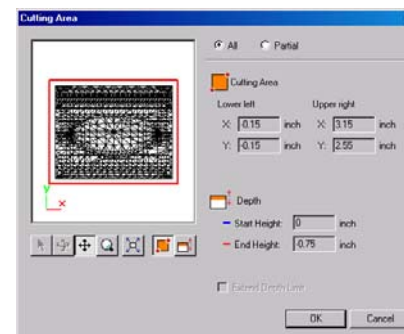 Cutting Area
All Partial
Cutting Area
Lower left Upper right
X: -0.15 inch X: 3.15 inch
Y: -0.15 inch Y: 2.55 inch
Depth
Start Height: 0 inch
End Height: -0.75 inch
Extend Depth Limit
y
x
OK Cancel